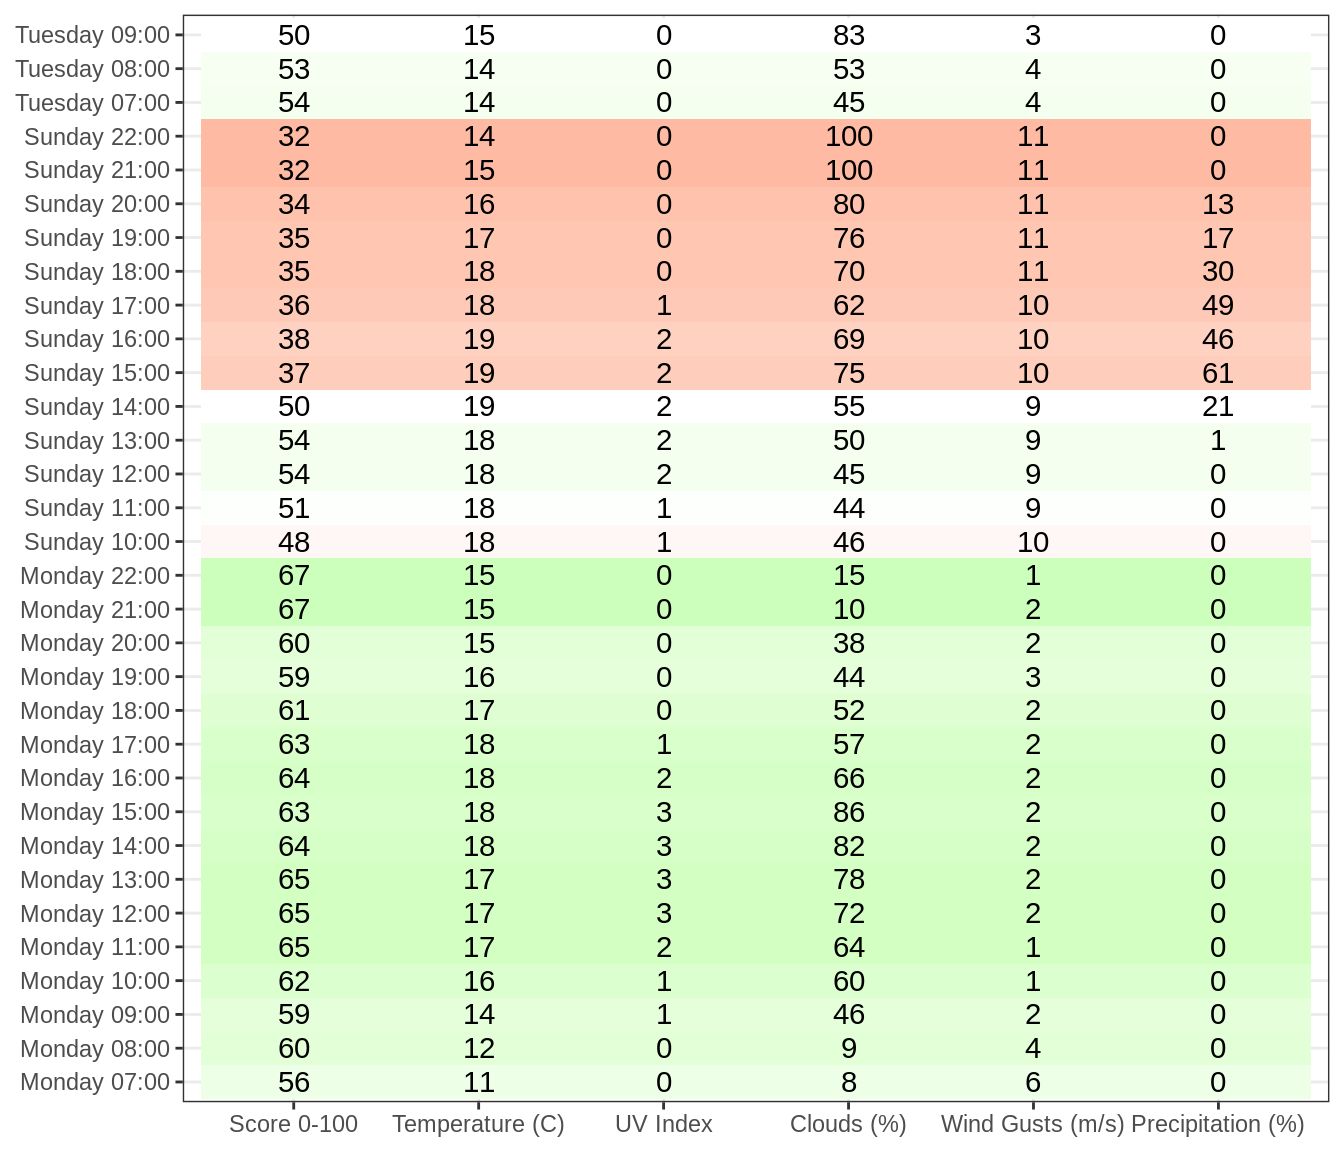 Tuesday 09:00 50 15 0 83 3 0
Tuesday 08:00 53 14 0 53 4 0
Tuesday 07:00 54 14 0 45 4 0
Sunday 22:00 32 14 0 100 11 0
Sunday 21:00 32 15 0 100 11 0
Sunday 20:00 34 16 0 80 11 13
Sunday 19:00 35 17 0 76 11 17
Sunday 18:00 35 18 0 70 11 30
Sunday 17:00 36 18 1 62 10 49
Sunday 16:00 38 19 2 69 10 46
Sunday 15:00 37 19 2 75 10 61
Sunday 14:00 50 19 2 55 9 21
Sunday 13:00 54 18 2 50 9 1
Sunday 12:00 54 18 2 45 9 0
Sunday 11:00 51 18 1 44 9 0
Sunday 10:00 48 18 1 46 10 0
Monday 22:00 67 15 0 15 1 0
Monday 21:00 67 15 0 10 2 0
Monday 20:00 60 15 0 38 2 0
Monday 19:00 59 16 0 44 3 0
Monday 18:00 61 17 0 52 2 0
Monday 17:00 63 18 1 57 2 0
Monday 16:00 64 18 2 66 2 0
Monday 15:00 63 18 3 86 2 0
Monday 14:00 64 18 3 82 2 0
Monday 13:00 65 17 3 78 2 0
Monday 12:00 65 17 3 72 2 0
Monday 11:00 65 17 2 64 1 0
Monday 10:00 62 16 1 60 1 0
Monday 09:00 59 14 1 46 2 0
Monday 08:00 60 12 0 9 4 0
Monday 07:00 56 11 0 8 6 0
Score 0-100 Temperature (C) UV Index Clouds (%) Wind Gusts (m/s) Precipitation (%)